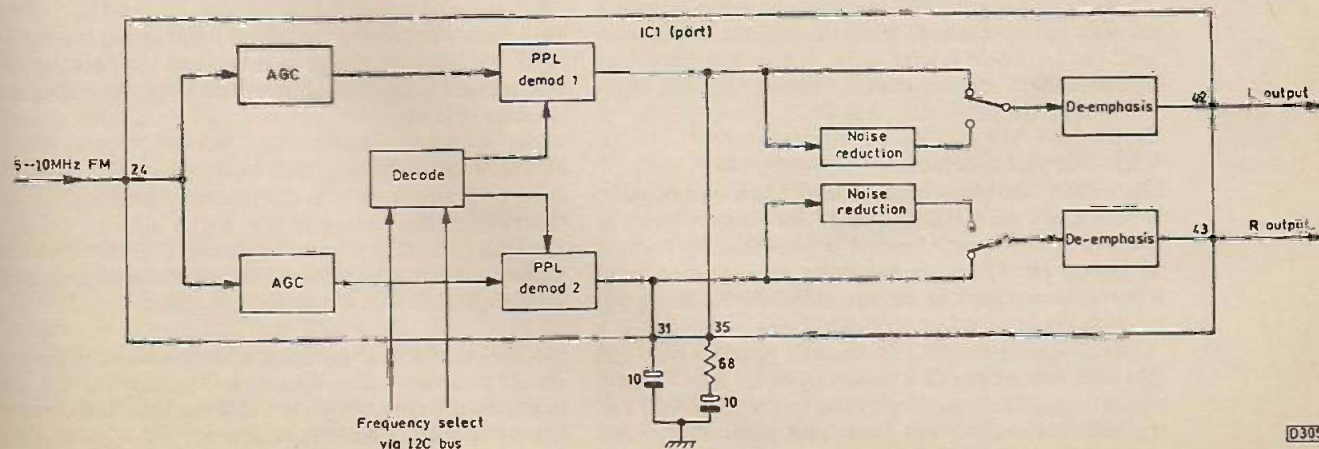 IC1 (part)
AGC
PPL
demod 1
42
L output
De-emphasis
Noise
reduction
5-10MHz FM
24
Decode
Noise
reduction
43
R output
De-emphasis
AGC
PPL
demod 2
31
35
68
10
10
Frequency select
via I2C bus